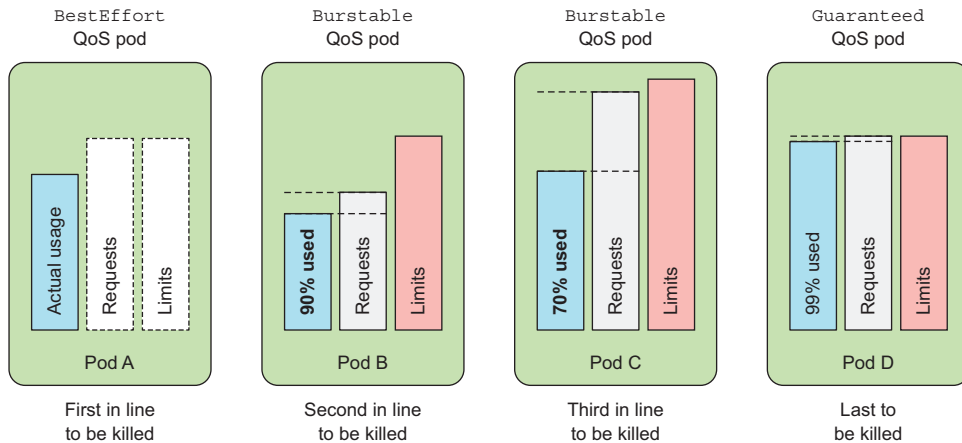 BestEffort
QoS pod
Burstable
QoS pod
Burstable
QoS pod
Guaranteed
QoS pod
Actual usage
Requests
Limits
Pod A
90% used
Requests
Limits
Pod B
70% used
Requests
Limits
Pod C
99% used
Requests
Limits
Pod D
First in line
to be killed
Second in line
to be killed
Third in line
to be killed
Last to
be killed